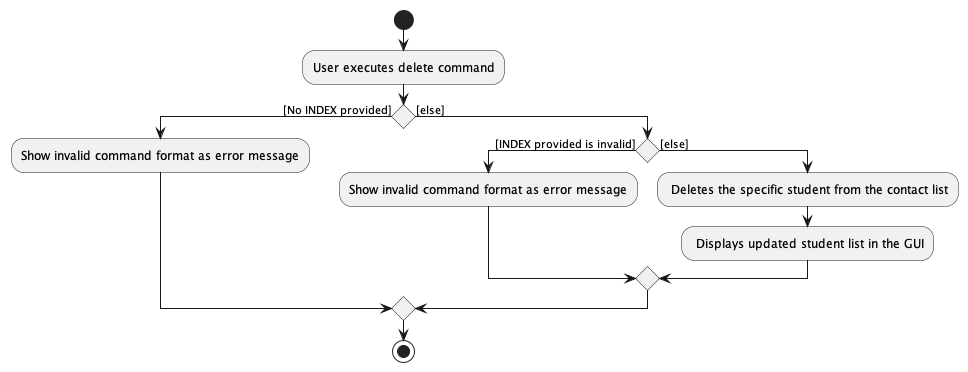 User executes delete command
[No INDEX provided]
[else]
Show invalid command format as error message
[INDEX provided is invalid]
[else]
Show invalid command format as error message
Deletes the specific student from the contact list
Displays updated student list in the GUI